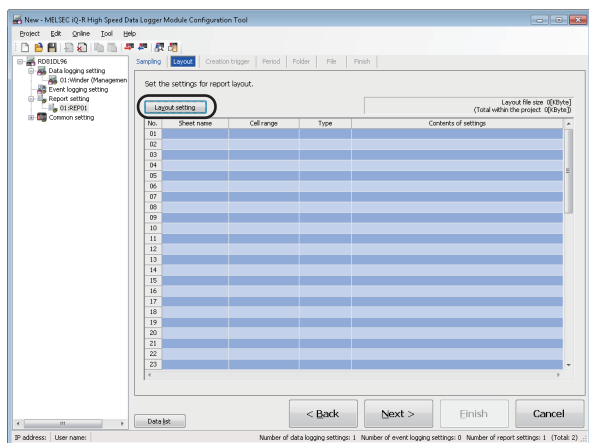 New - MELSEC iQ-R High Speed Data Logger Module Configuration Tool
Project Edit Online Tool Help
RD81DL96
Data logging setting
01:Winder (Managemen
Event logging setting
Report setting
01:REP01
Common setting
Sampling Layout Creation trigger Period Folder File Finish
Set the settings for report layout.
Layout setting
Layout file size 0[KByte]
(Total within the project 0[KByte])
No. Sheet name Cell range Type Contents of settings
01
02
03
04
05
06
07
08
09
10
11
12
13
14
15
16
17
18
19
20
21
22
23
Data list
< Back
Next >
Finish
Cancel
IP address: User name: Number of data logging settings: 1 Number of event logging settings: 0 Number of report settings: 1 (Total: 2)